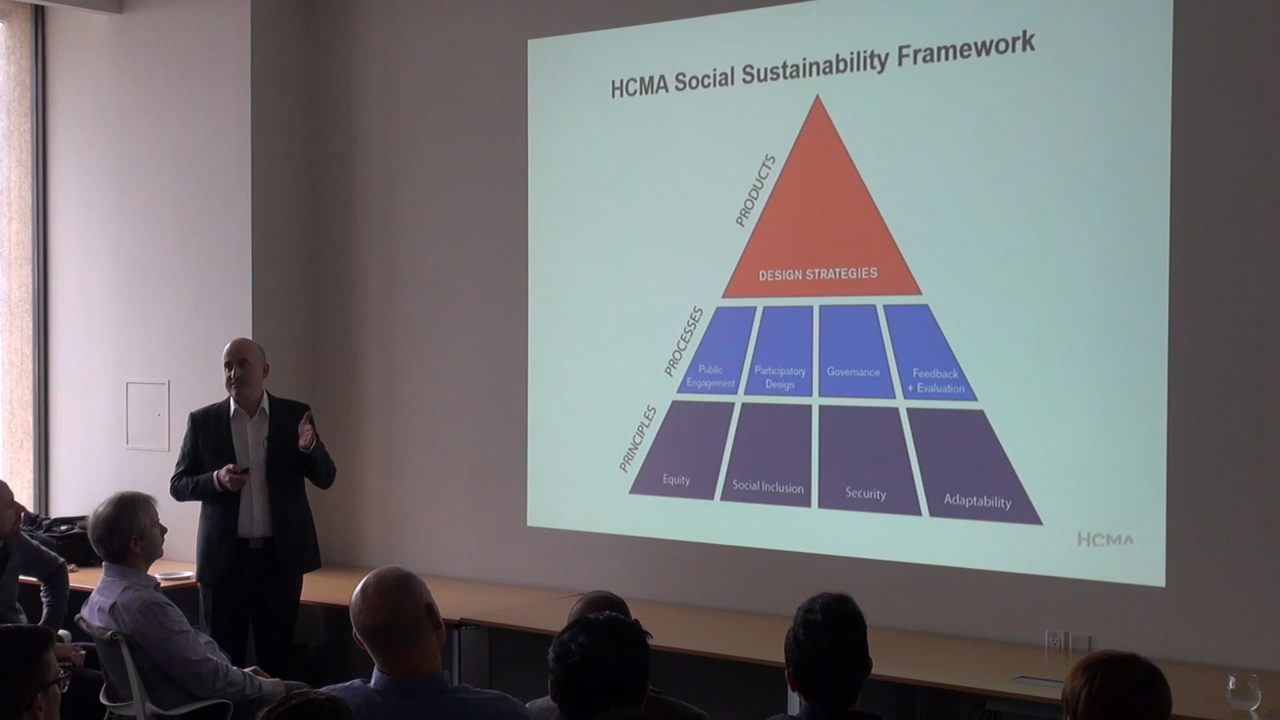 HCMA Social Sustainability Framework
PRODUCTS
DESIGN STRATEGIES
PROCESSES
Public
Engagement
Participatory
Design
Governance
Feedback
+ Evaluation
PRINCIPLES
Equity
Social Inclusion
Security
Adaptability
HCMA